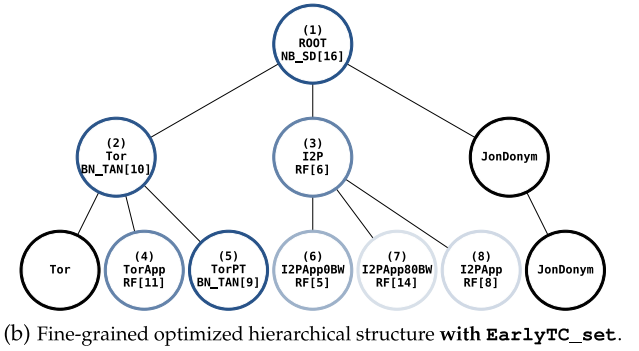 (1)
ROOT
NB_SD[16]
(2)
Tor
BN_TAN[10]
(3)
I2P
RF[6]
JonDonym
Tor
(4)
TorApp
RF[11]
(5)
TorPT
BN_TAN[9]
(6)
I2PApp0BW
RF[5]
(7)
I2PApp80BW
RF[14]
(8)
I2PApp
RF[8]
JonDonym
(b) Fine-grained optimized hierarchical structure with EarlyTC_set.